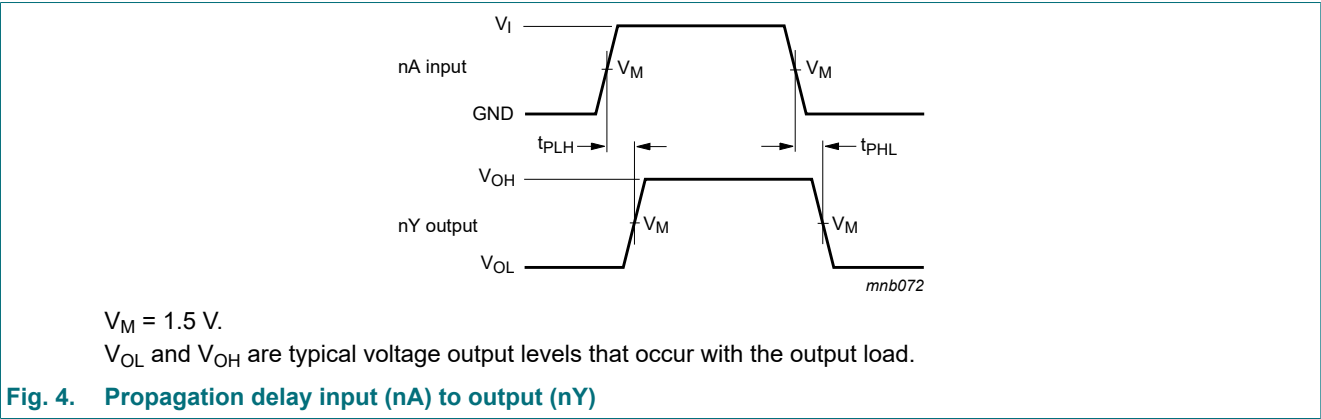 V_I
nA input
V_M
V_M
GND
t_PLH
t_PHL
V_OH
nY output
V_M
V_M
V_OL
mnb072
V_M = 1.5 V.
V_OL and V_OH are typical voltage output levels that occur with the output load.
Fig. 4. Propagation delay input (nA) to output (nY)